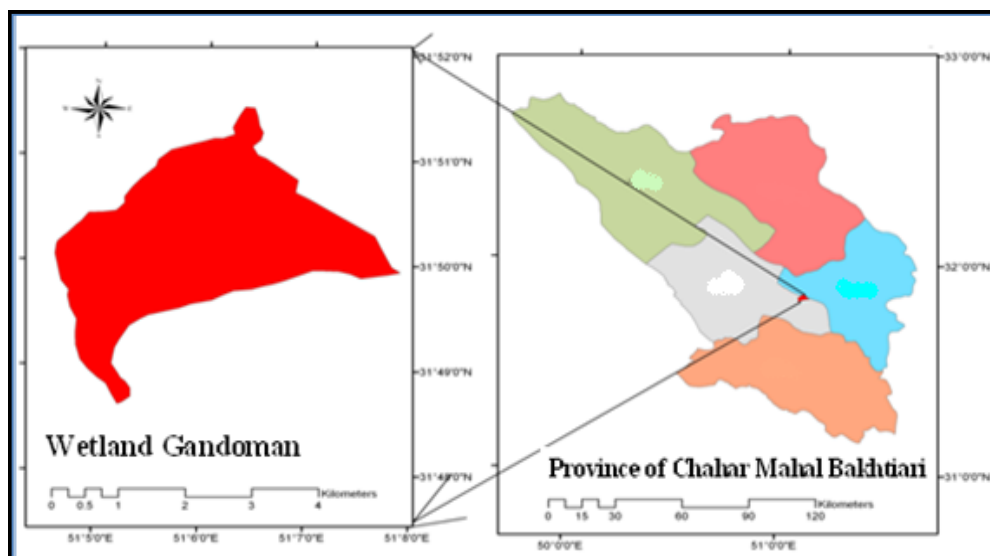 31°52'0"N
31°51'0"N
31°50'0"N
31°49'0"N
31°48'0"N
Wetland Gandoman
Kilometers
0 0.5 1 2 3 4
51°5'0"E 51°6'0"E 51°7'0"E 51°8'0"E
33°0'0"N
32°0'0"N
31°0'0"N
Province of Chahar Mahal Bakhtiari
Kilometers
0 15 30 60 90 120
50°0'0"E 51°0'0"E